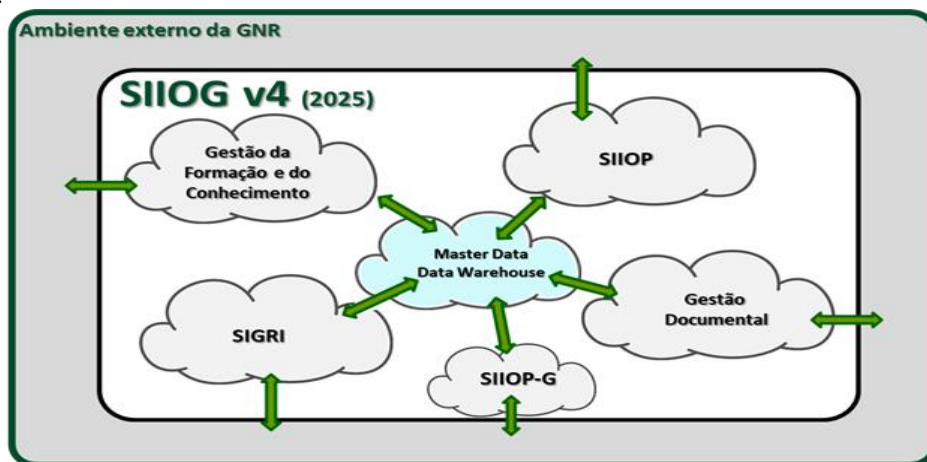 Ambiente externo da GNR
SIIOG v4 (2025)
Gestão da
Formação e do
Conhecimento
SIIOP
Master Data
Data Warehouse
SIGRI
Gestão
Documental
SIIOP-G